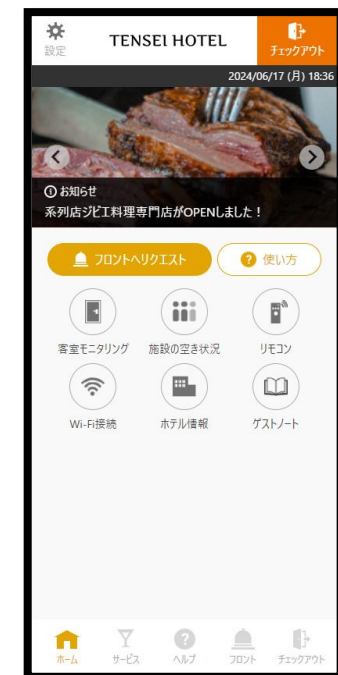 設定
TENSEI HOTEL
チェックアウト
2024/06/17 (月) 18:36
お知らせ
系列店ジビエ料理専門店がOPENしました！
フロントへリクエスト
使い方
客室モニタリング
施設の空き状況
リモコン
Wi-Fi接続
ホテル情報
ゲストノート
ホーム
サービス
ヘルプ
フロント
チェックアウト